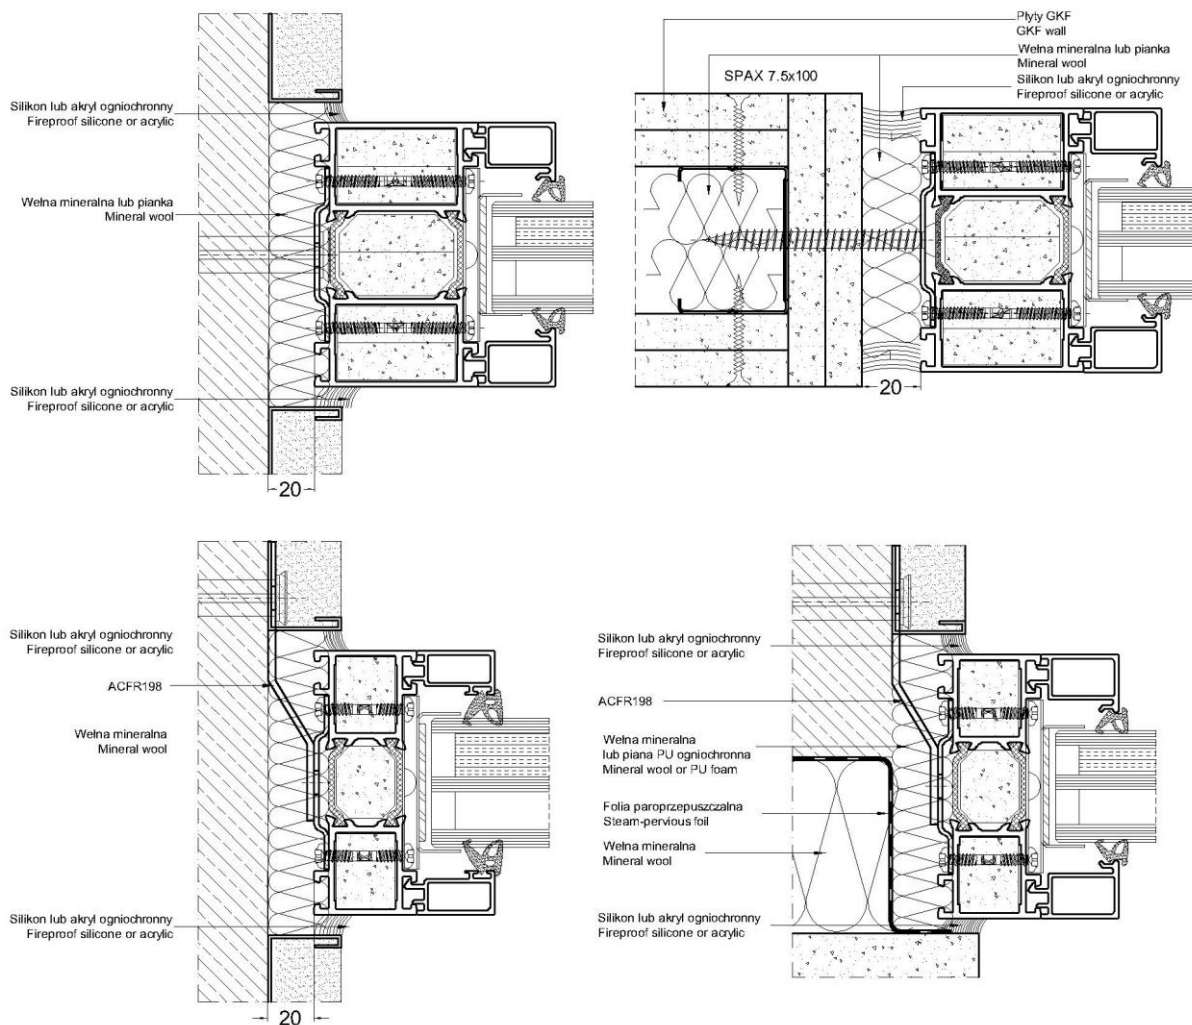 Silikon lub akryl ogniochronny
Fireproof silicone or acrylic
Wełna mineralna lub pianka
Mineral wool
Silikon lub akryl ogniochronny
Fireproof silicone or acrylic
20
Płyty GKF
GKF wall
Wełna mineralna lub pianka
Mineral wool
SPAX 7.5x100
Silikon lub akryl ogniochronny
Fireproof silicone or acrylic
20
Silikon lub akryl ogniochronny
Fireproof silicone or acrylic
ACFR198
Wełna mineralna
Mineral wool
Silikon lub akryl ogniochronny
Fireproof silicone or acrylic
20
Silikon lub akryl ogniochronny
Fireproof silicone or acrylic
ACFR198
Wełna mineralna
lub piana PU ogniochronna
Mineral wool or PU foam
Folia paroprzepuszczalna
Steam-pervious foil
Wełna mineralna
Mineral wool
Silikon lub akryl ogniochronny
Fireproof silicone or acrylic